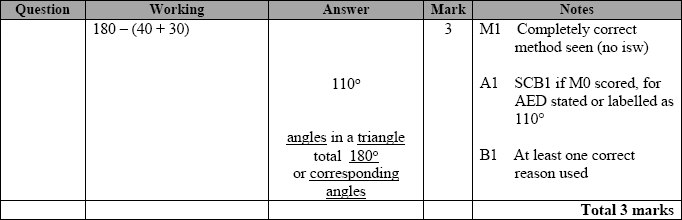 Question Working Answer Mark Notes
180 – (40 + 30) 3 M1 Completely correct
method seen (no isw)
110° A1 SCB1 if M0 scored, for
AED stated or labelled as
110°
angles in a triangle
total 180° B1 At least one correct
or corresponding reason used
angles
Total 3 marks